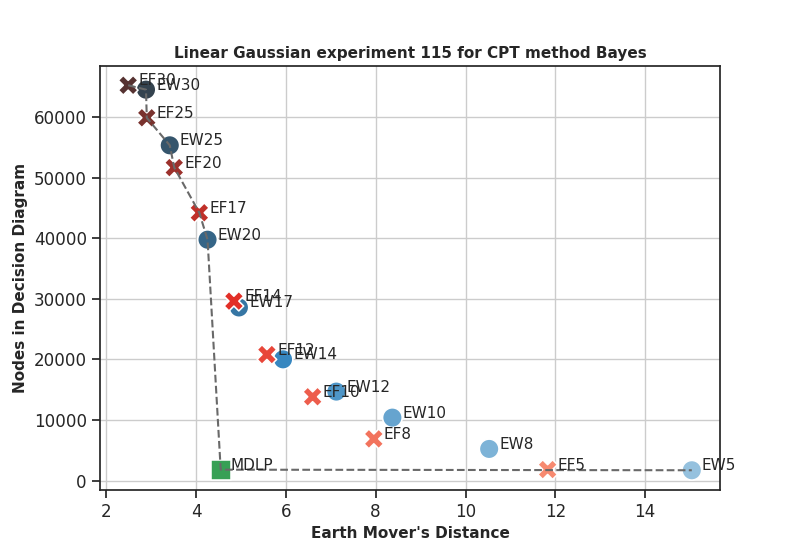 Linear Gaussian experiment 115 for CPT method Bayes
Nodes in Decision Diagram
60000
50000
40000
30000
20000
10000
0
EF30
EW30
EF25
EW25
EF20
EF17
EW20
EF14
EW17
EF12
EW14
EF10
EW12
EW10
EF8
EW8
MDLP
EF5
EW5
2 4 6 8 10 12 14
Earth Mover's Distance